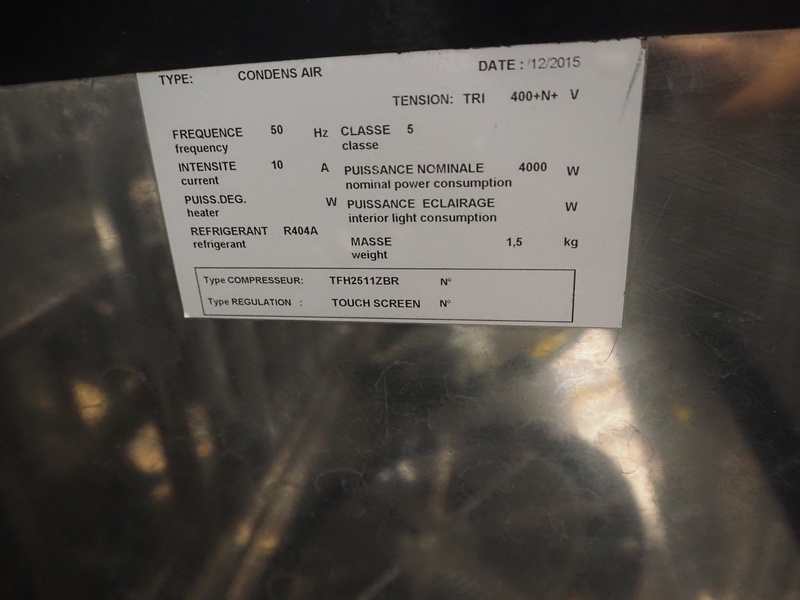 TYPE: CONDENS AIR DATE : 12/2015
TENSION: TRI 400+N+ V
FREQUENCE 50 Hz CLASSE 5
frequency classe
INTENSITE 10 A PUISSANCE NOMINALE 4000 W
current nominal power consumption
PUISS.DEG. W PUISSANCE ECLAIRAGE W
heater interior light consumption
REFRIGERANT R404A MASSE 1,5 kg
refrigerant weight
Type COMPRESSEUR: TFH2511ZBR N°
Type REGULATION : TOUCH SCREEN N°